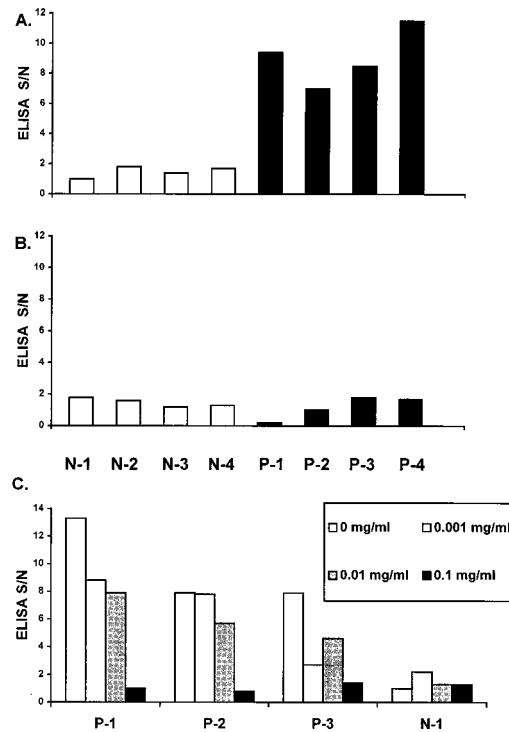 A.
ELISA S/N
12
10
8
6
4
2
0
B.
ELISA S/N
12
10
8
6
4
2
0
N-1 N-2 N-3 N-4 P-1 P-2 P-3 P-4
C.
ELISA S/N
14
12
10
8
6
4
2
0
0 mg/ml 0.001 mg/ml
0.01 mg/ml 0.1 mg/ml
P-1 P-2 P-3 N-1